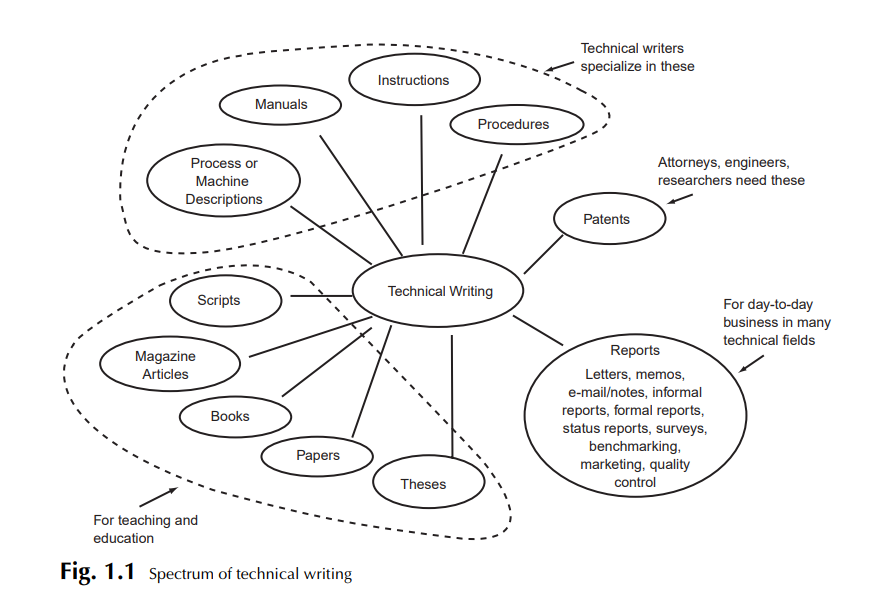 Technical writers
specialize in these
Instructions
Manuals
Procedures
Process or
Machine
Descriptions
Attorneys, engineers,
researchers need these
Patents
Technical Writing
Scripts
For day-to-day
business in many
technical fields
Magazine
Articles
Reports
Letters, memos,
e-mail/notes, informal
reports, formal reports,
status reports, surveys,
benchmarking,
marketing, quality
control
Books
Papers
Theses
For teaching and
education
Fig. 1.1 Spectrum of technical writing